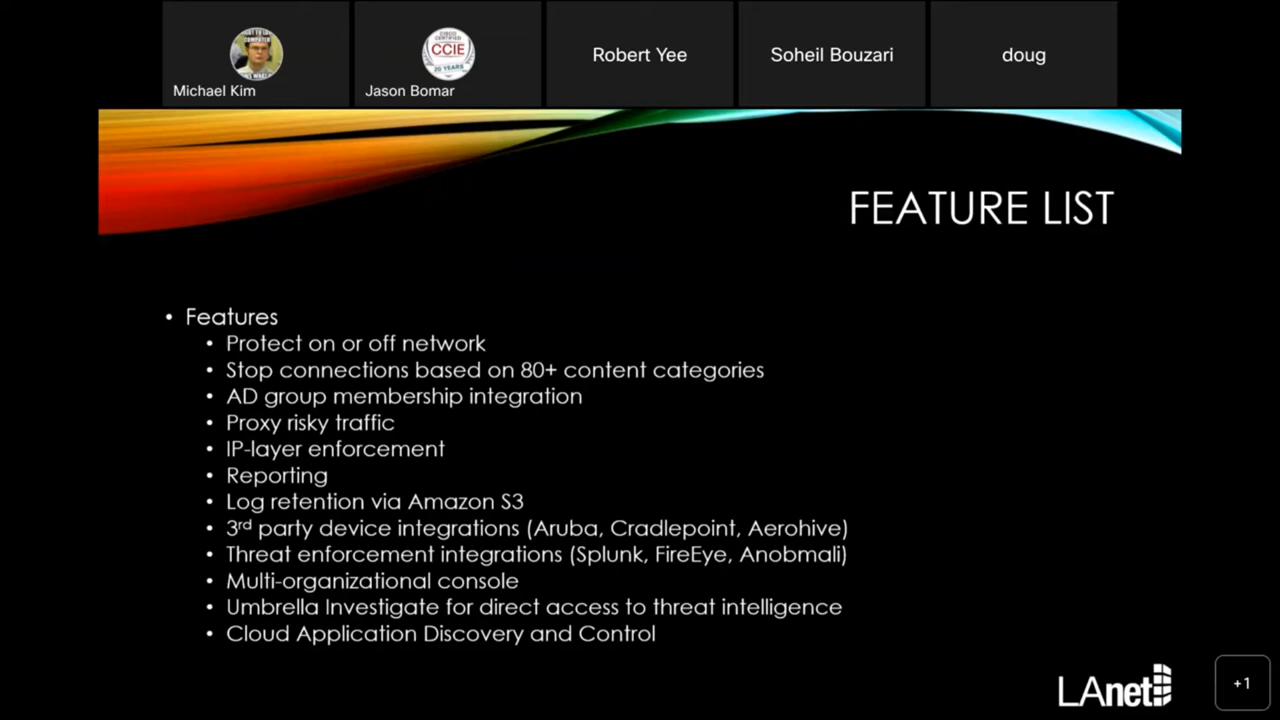 Michael Kim
CCIE
20 YEARS
Jason Bomar
Robert Yee
Soheil Bouzari
doug
FEATURE LIST
• Features
• Protect on or off network
• Stop connections based on 80+ content categories
• AD group membership integration
• Proxy risky traffic
• IP-layer enforcement
• Reporting
• Log retention via Amazon S3
• 3rd party device integrations (Aruba, Cradlepoint, Aerohive)
• Threat enforcement integrations (Splunk, FireEye, Anobmali)
• Multi-organizational console
• Umbrella Investigate for direct access to threat intelligence
• Cloud Application Discovery and Control
LAnet
+1